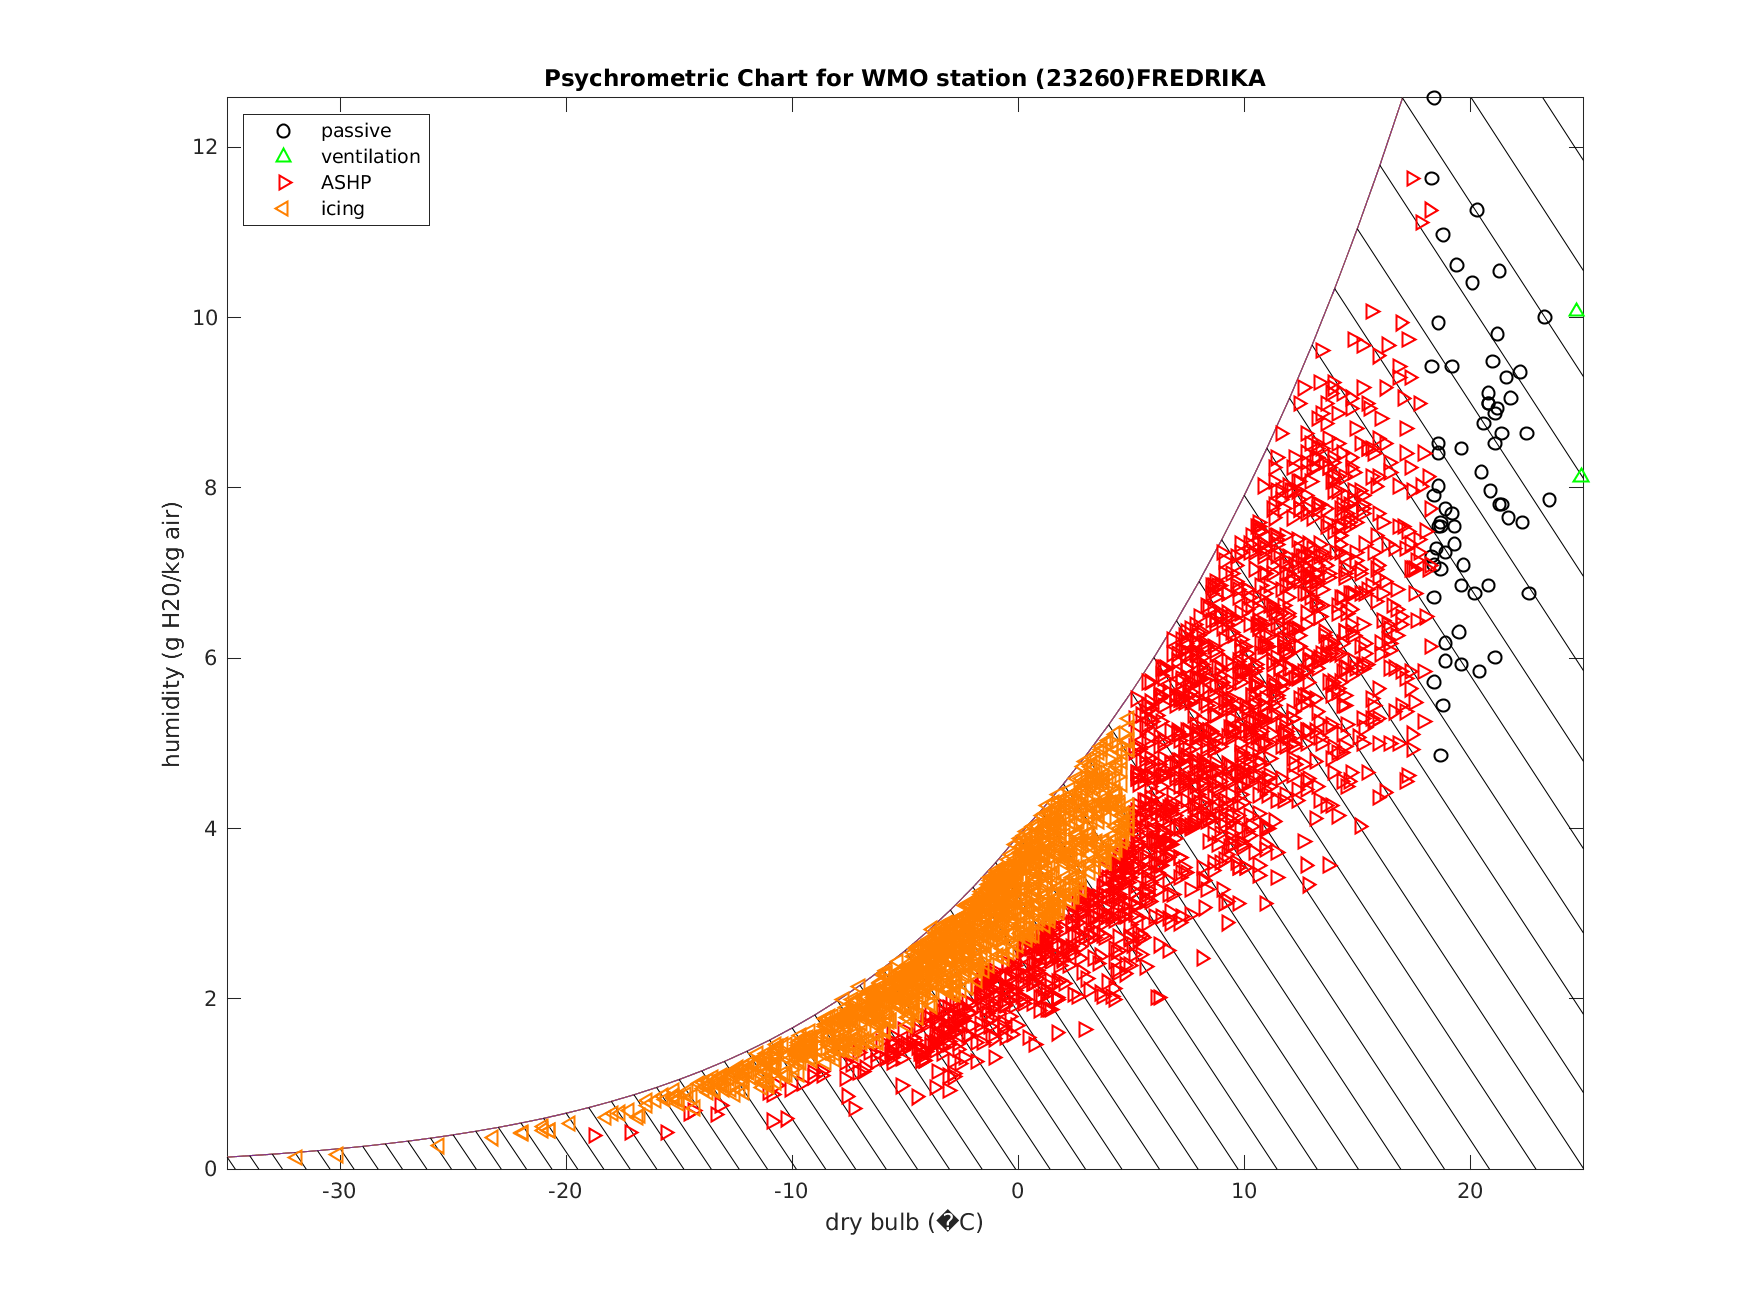 Psychrometric Chart for WMO station (23260)FREDRIKA
passive
ventilation
ASHP
icing
12
10
8
6
4
2
0
humidity (g H20/kg air)
-30 -20 -10 0 10 20
dry bulb (�C)